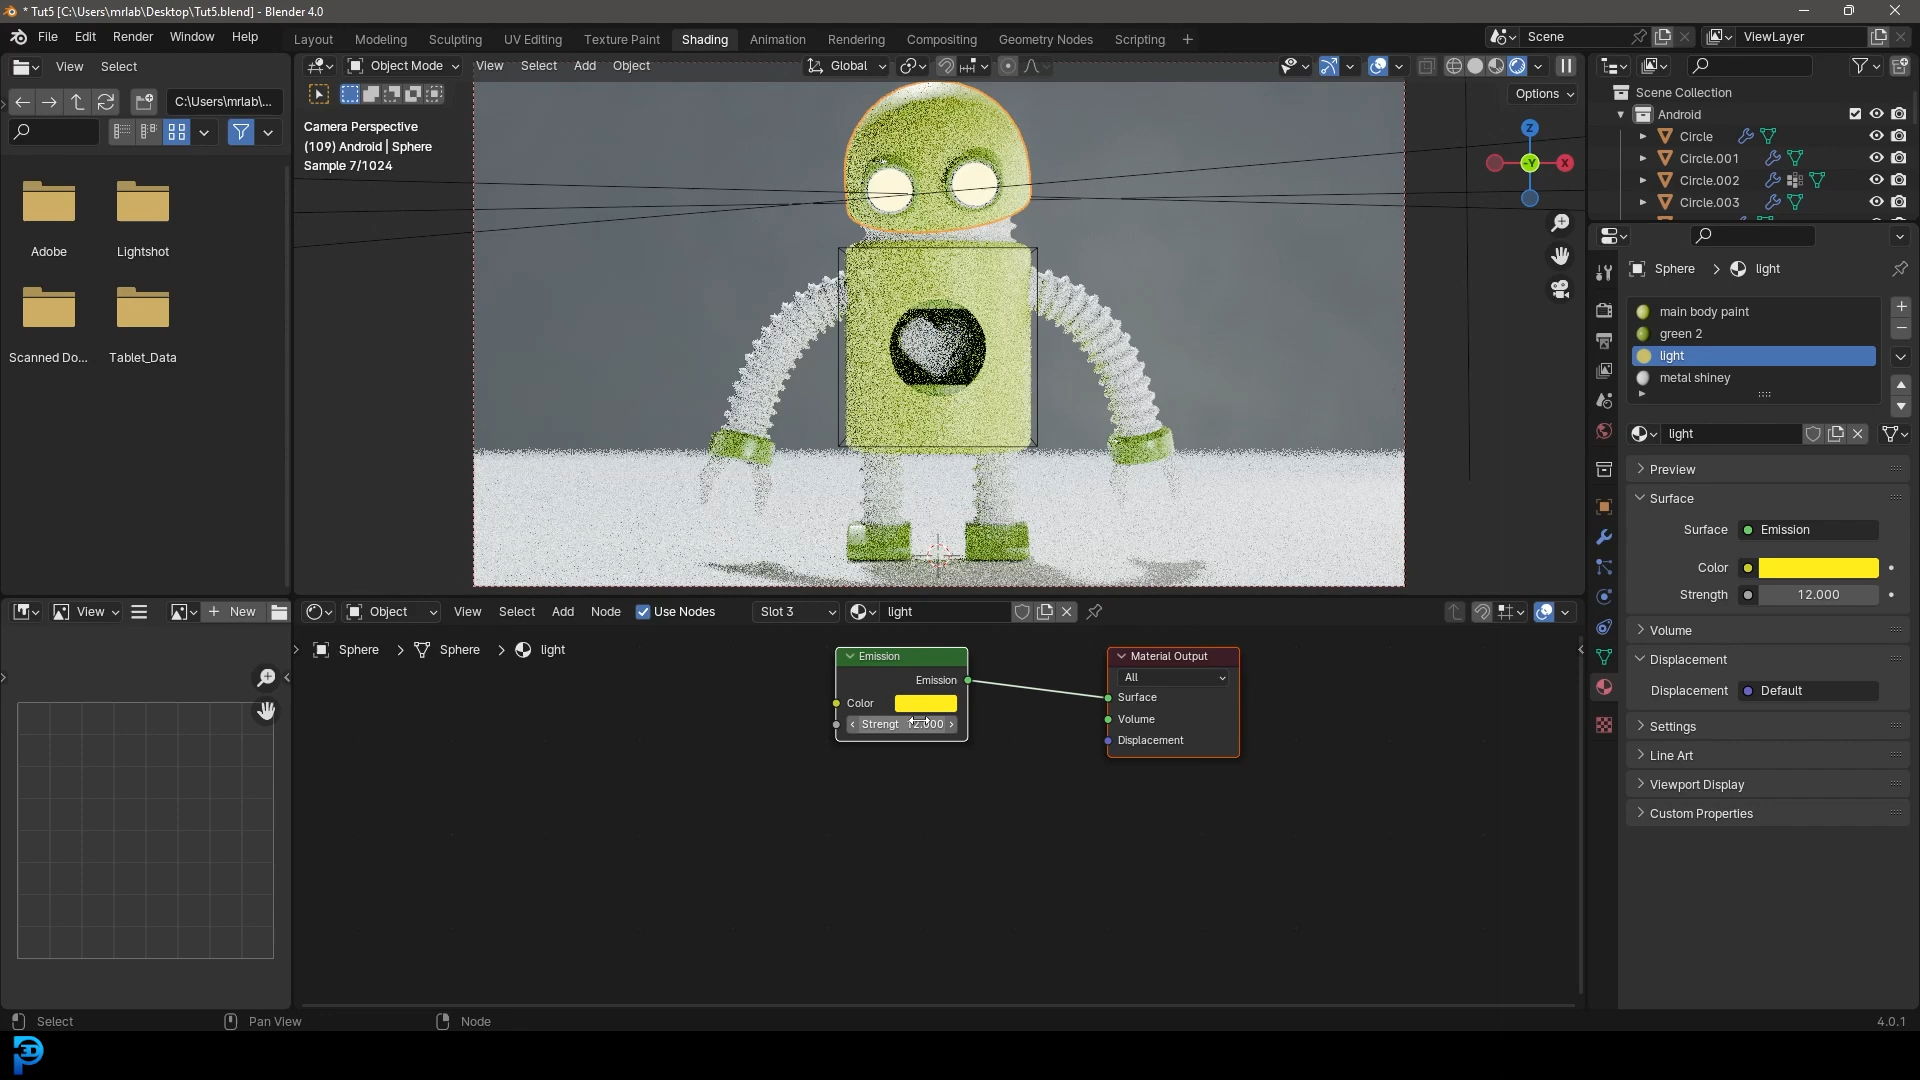 * Tut5 [C:\Users\mrlab\Desktop\Tut5.blend] - Blender 4.0
File Edit Render Window Help
Layout Modeling Sculpting UV Editing Texture Paint Shading Animation Rendering Compositing Geometry Nodes Scripting +
Scene
ViewLayer
View Select
C:\Users\mrlab\...
Adobe
Lightshot
Scanned Do...
Tablet_Data
Object Mode
View Select Add Object
Global
Options
Camera Perspective
(109) Android | Sphere
Sample 7/1024
Z
-Y
X
Scene Collection
Android
Circle
Circle.001
Circle.002
Circle.003
Sphere > light
main body paint
green 2
light
metal shiney
light
Preview
Surface
Surface Emission
Color
Strength 12.000
Volume
Displacement
Displacement Default
Settings
Line Art
Viewport Display
Custom Properties
View
New
Object
View Select Add Node
Use Nodes
Slot 3
light
Sphere > Sphere > light
Emission
Emission
Color
Strengt 12.000
Material Output
All
Surface
Volume
Displacement
Select
Pan View
Node
4.0.1
3D